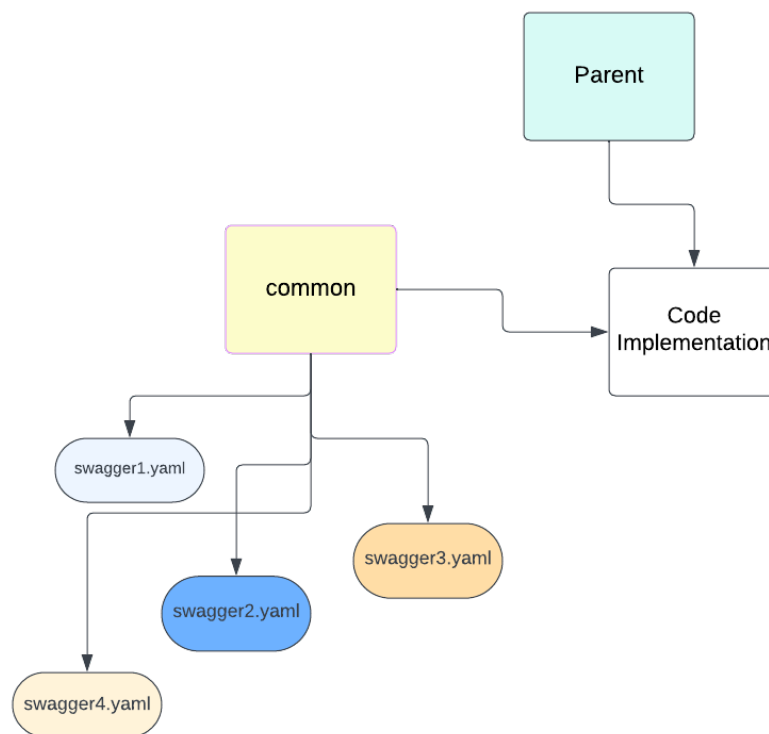 Parent
common
Code
Implementation
swagger1.yaml
swagger3.yaml
swagger2.yaml
swagger4.yaml